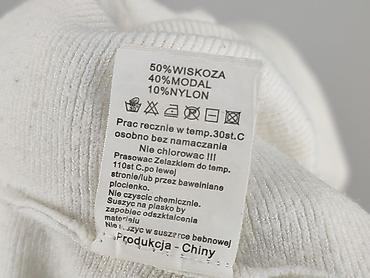 50%WISKOZA
40%MODAL
10%NYLON
Prac recznie w temp.30st.C
osobno bez namaczania
Nie chlorowac !!!
Prasowac Zelazkiem do temp.
110st C.po lewej
stronie/lub przez bawelniane
plocienko.
Nie czyscic chemicznie.
Suszyc na plasko by
zapobiec odształceniu
materialu.
Nie suszyc w suszarce bebnowej
Produkcja - Chiny